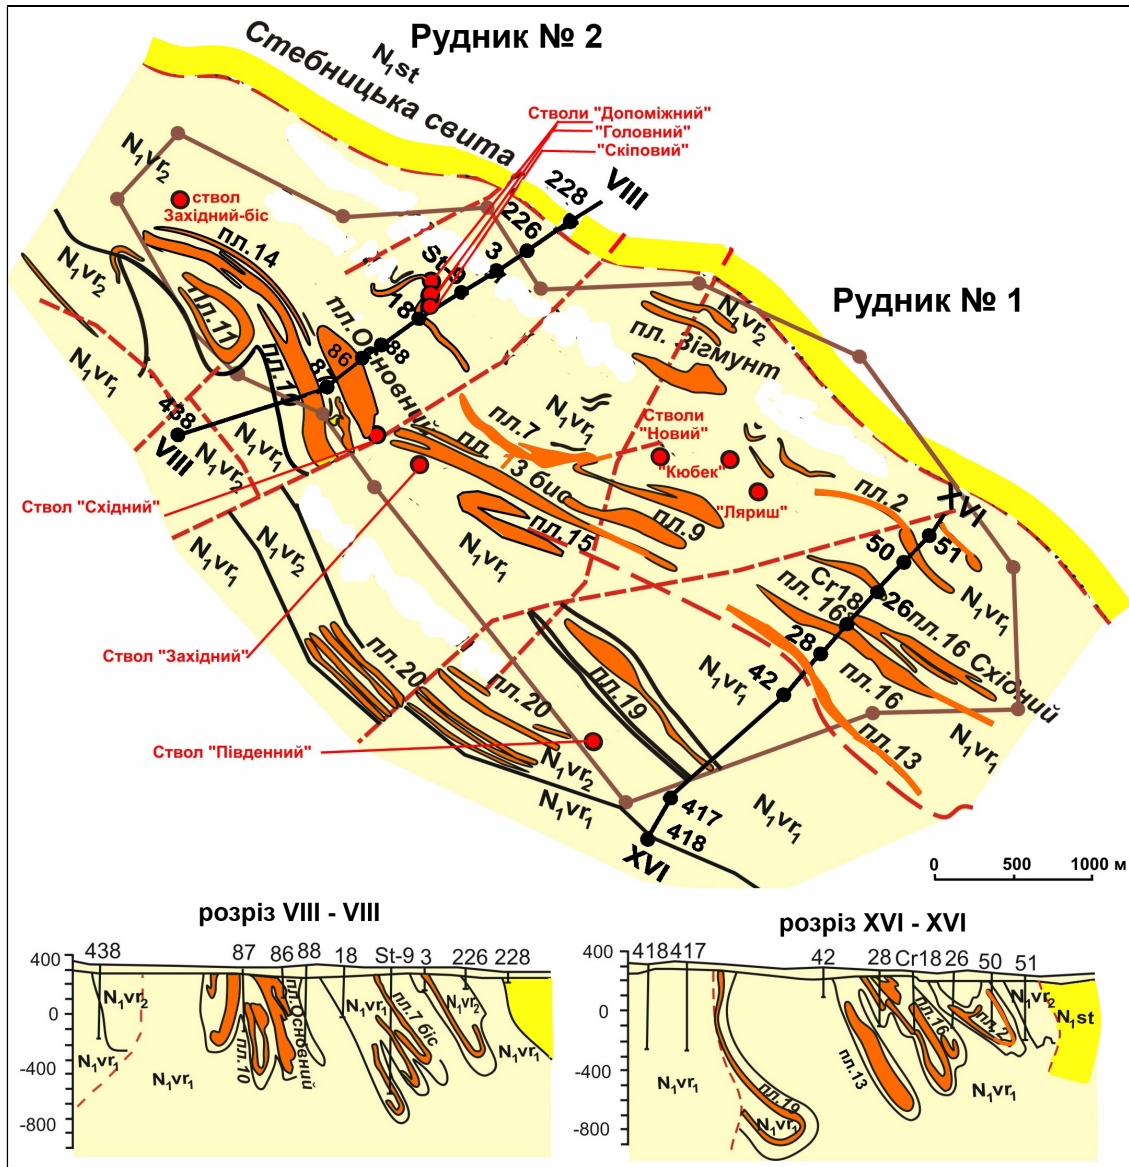 Рудник № 2
N1st
Стебницька свита
Стволи "Допоміжний"
"Головний"
"Скіповий"
N1vr2
ствол
Західний-біс
228
VIII
226
3
St-9
18
пл.14
N1vr2
N1vr2
пл.11
пл.Основний
88
86
87
438
VIII
N1vr1
N1vr2
N1vr1
Рудник № 1
N1vr2
пл. Зігмунт
N1vr1
пл.7
Стволи
"Новий"
"Кюбек"
"Ляриш"
пл. 3 бис
пл.9
пл.15
N1vr1
пл.2
XVI
51
50
Cr18
26
пл. 16
28
42
пл.16 Східний
N1vr1
пл.16
пл.13
N1vr1
Ствол "Східний"
N1vr1
N1vr2
Ствол "Західний"
пл.20
пл.20
пл.19
N1vr1
Ствол "Південний"
N1vr2
N1vr1
N1vr1
417
418
XVI
0 500 1000 м
розріз VIII - VIII
400
0
-400
-800
438 87 86 88 18 St-9 3 226 228
N1vr2
N1vr1
N1vr1
пл.10
пл.Основний
N1vr1
пл.7 біс
N1vr2
N1vr1
розріз XVI - XVI
400
0
-400
-800
418 417 42 28 Cr18 26 50 51
N1vr1
пл.19
N1vr1
пл.13
пл.16
пл.2
N1vr2
N1st
N1vr1